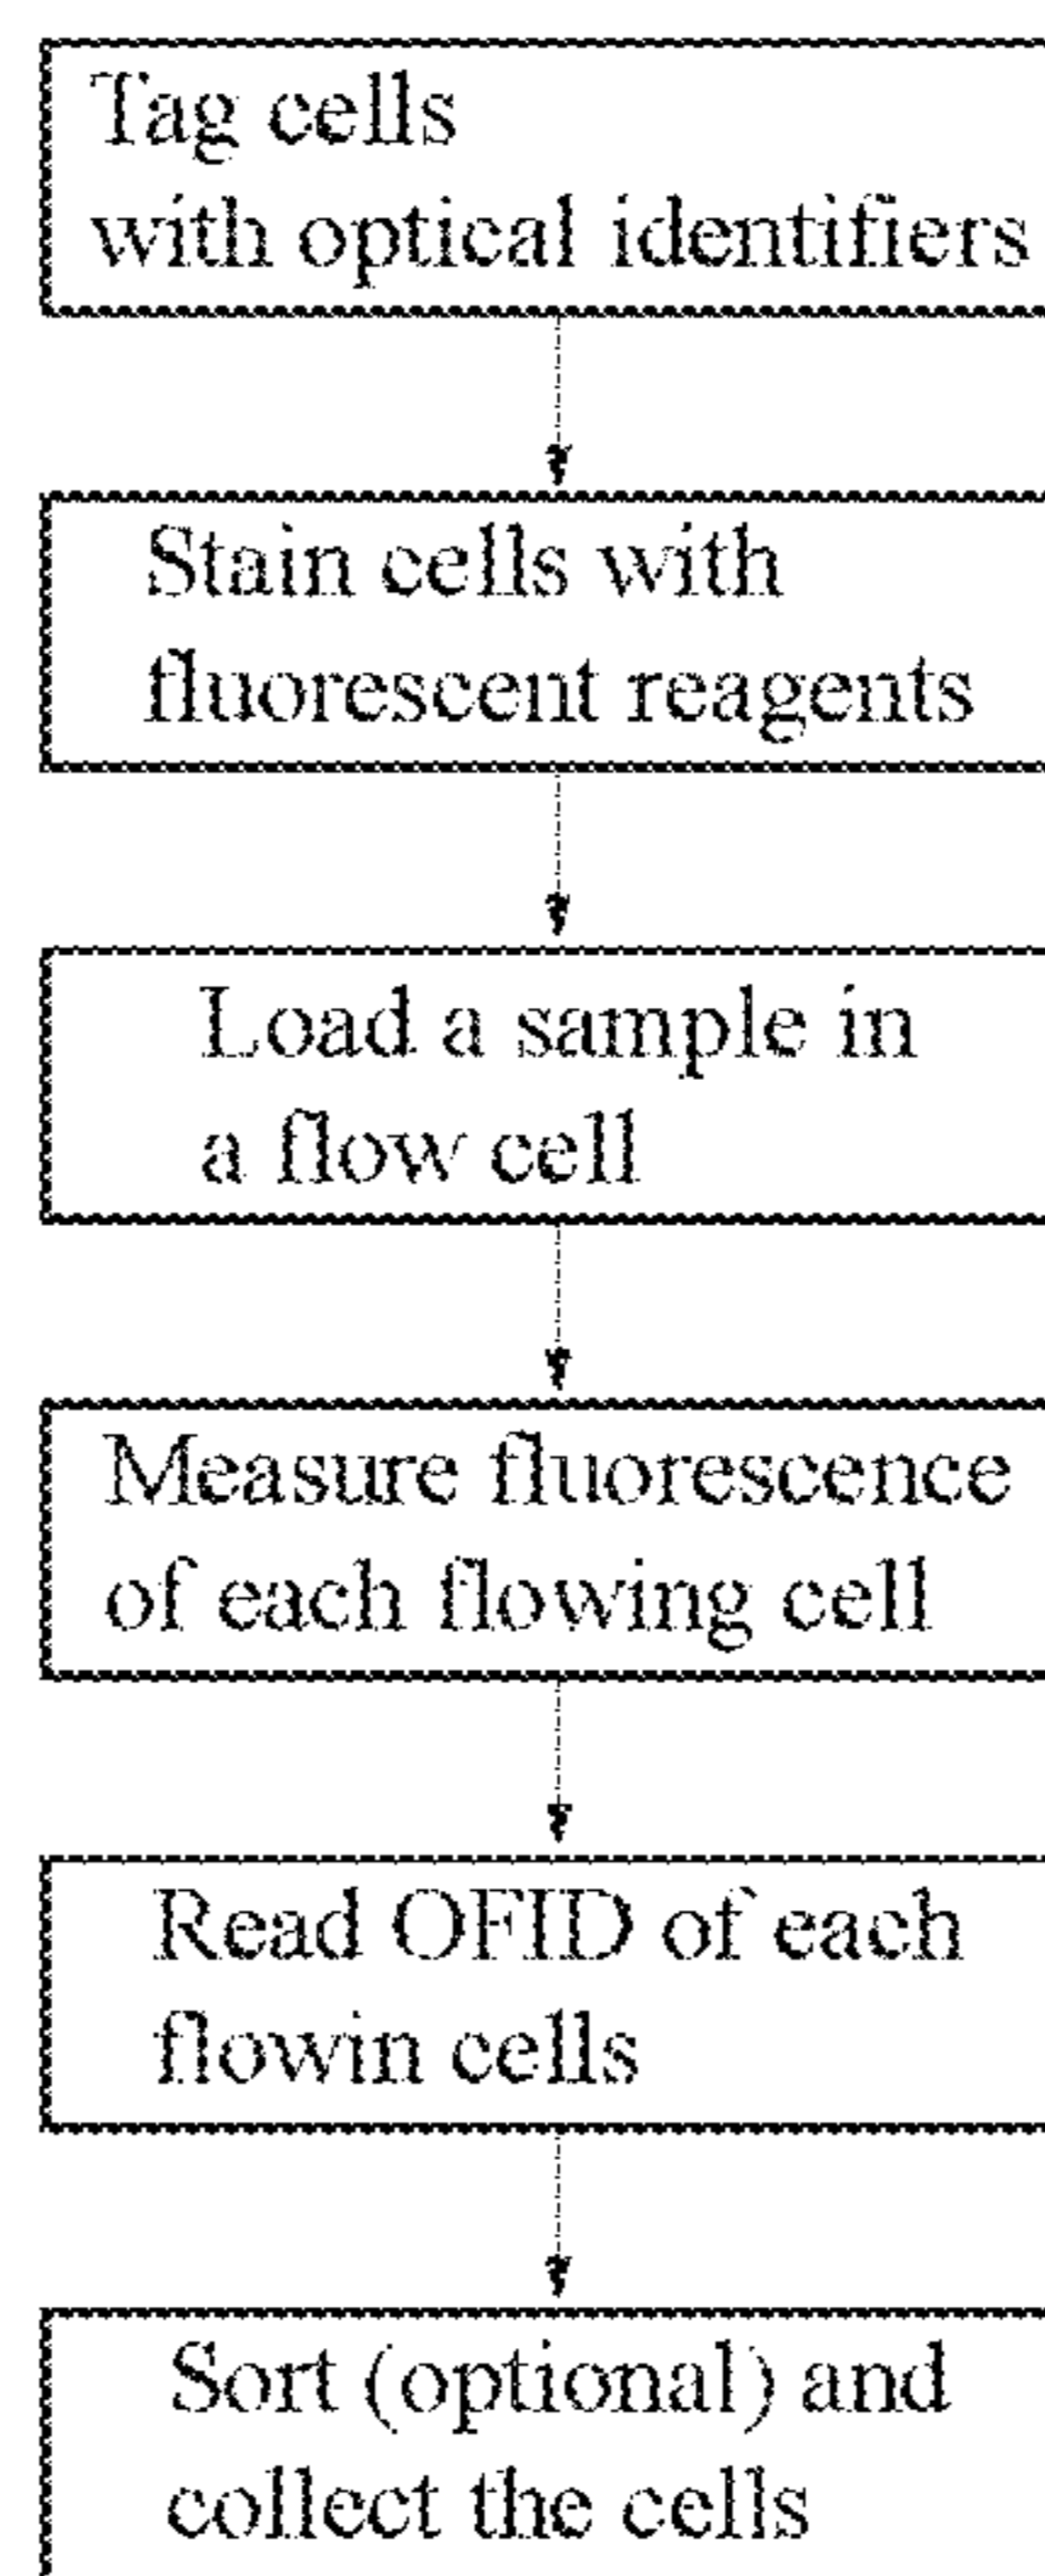 Tag cells
with optical identifiers
Stain cells with
fluorescent reagents
Load a sample in
a flow cell
Measure fluorescence
of each flowing cell
Read OFID of each
flowin cells
Sort (optional) and
collect the cells